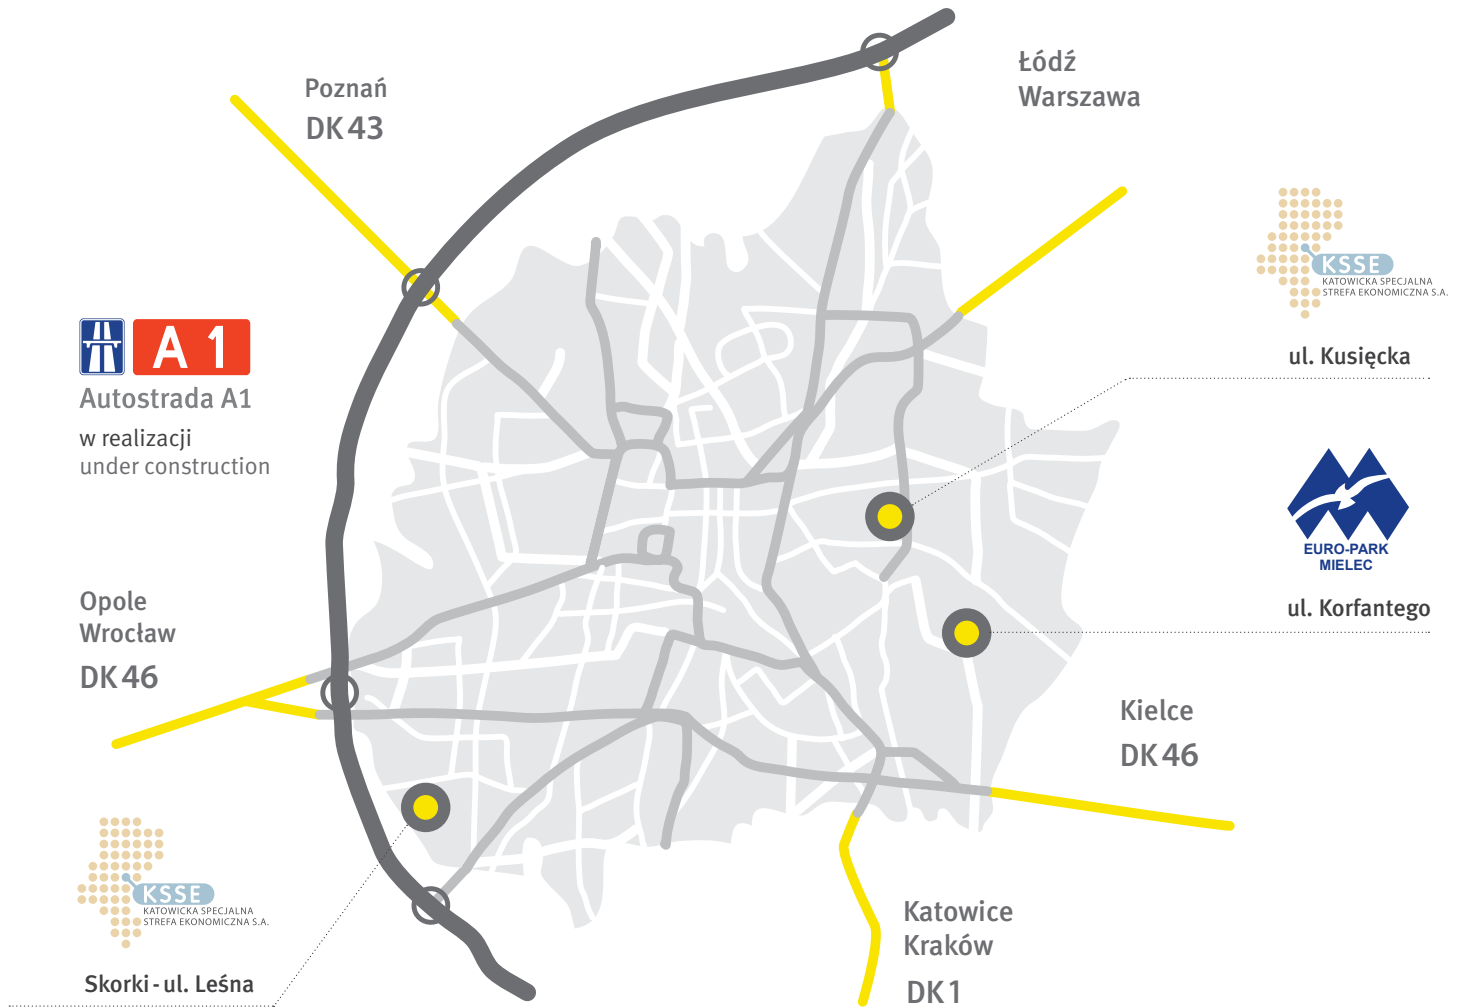 Poznań
DK 43
Łódź
Warszawa
KSSE
KATOWICKA SPECJALNA
STREFA EKONOMICZNA S.A.
ul. Kusięcka
A 1
Autostrada A1
w realizacji
under construction
EURO-PARK
MIELEC
ul. Korfantego
Opole
Wrocław
DK 46
Kielce
DK 46
KSSE
KATOWICKA SPECJALNA
STREFA EKONOMICZNA S.A.
Skorki - ul. Leśna
Katowice
Kraków
DK 1